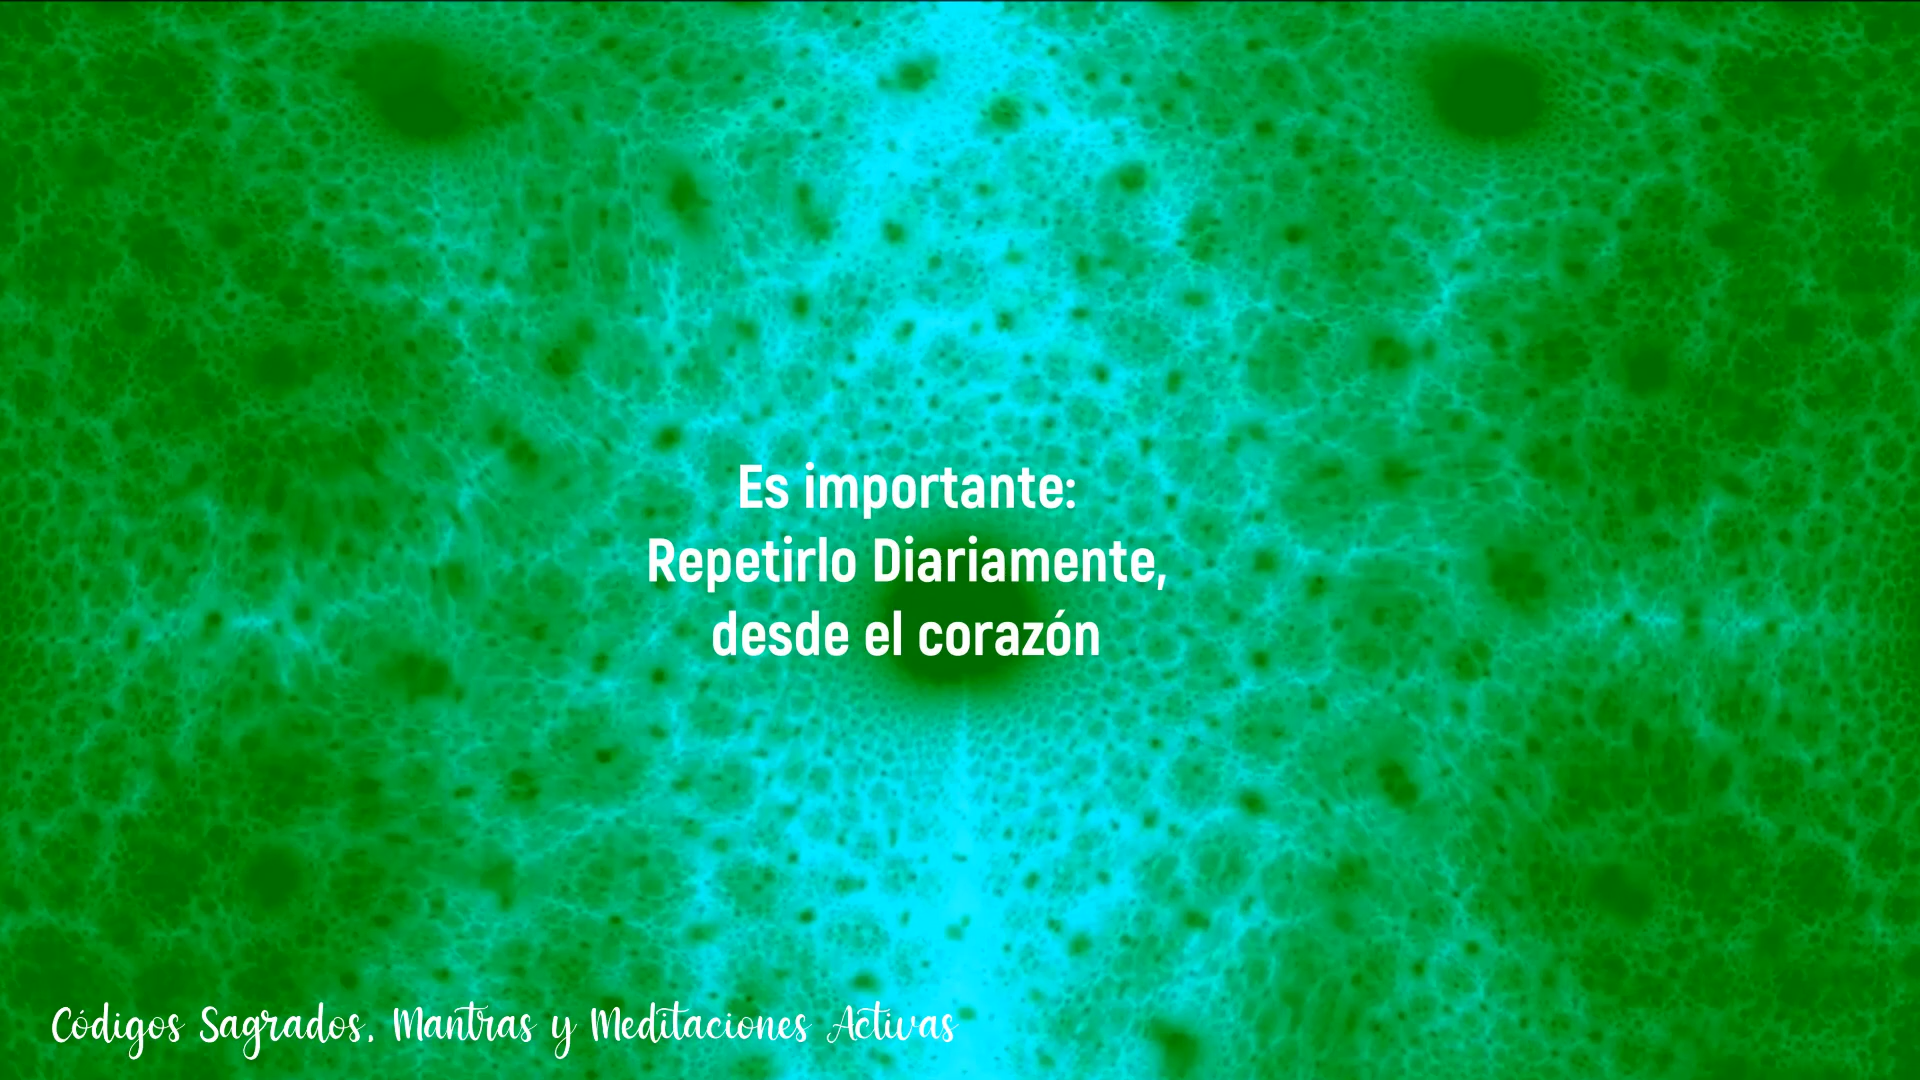 Es importante:
Repetirlo Diariamente,
desde el corazón
Códigos Sagrados, Mantras y Meditaciones Activas